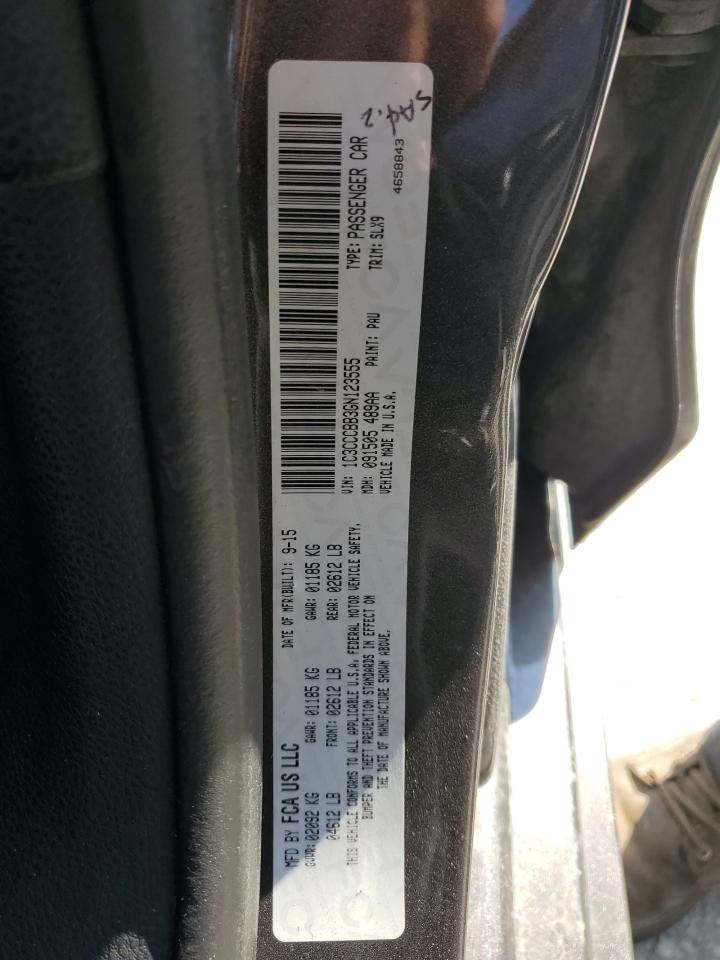 MFD BY FCA US LLC DATE OF MFR(BUILT): 9-15
GVWR: 02092 KG GAWR: 01185 KG GAWR: 01185 KG
04612 LB FRONT: 02612 LB REAR: 02612 LB
THIS VEHICLE CONFORMS TO ALL APPLICABLE U.S.A. FEDERAL MOTOR VEHICLE SAFETY,
BUMPER AND THEFT PREVENTION STANDARDS IN EFFECT ON
THE DATE OF MANUFACTURE SHOWN ABOVE.
VIN: 1C3CCCBB3GN123555 TYPE: PASSENGER CAR
MDH: 091505 489AA PAINT: PAU TRIM: SLX9
VEHICLE MADE IN U.S.A. 4658843